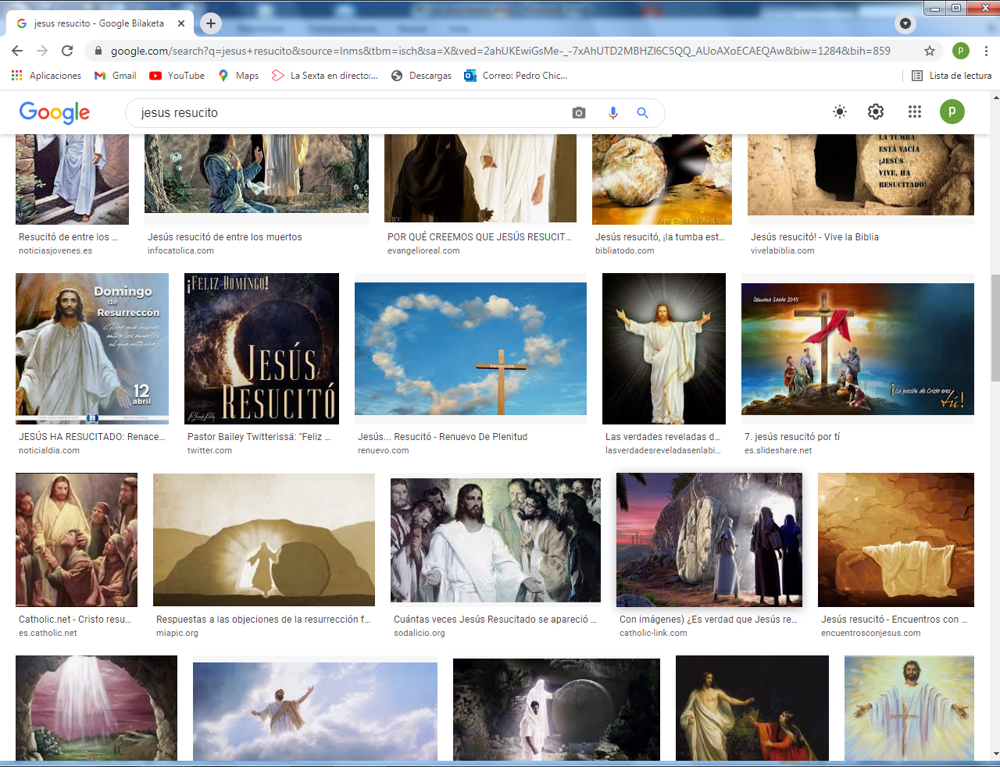 jesus resucito - Google Bilaketa
google.com/search?q=jesus+resucito&source=lnms&tbm=isch&sa=X&ved=2ahUKEwiGsMe-_-7xAhUTD2MBHZl6C5QQ_AUoAXoECAEQAw&biw=1284&bih=859
P
Aplicaciones
Gmail
YouTube
Maps
La Sexta en directo:...
Descargas
Correo: Pedro Chic...
Lista de lectura
Google
jesus resucito
P
LA TUMBA
ESTÁ VACÍA
¡JESÚS
VIVE, HA
RESUCITADO!
Resucitó de entre los ...
noticiasjovenes.es
Jesús resucitó de entre los muertos
infocatolica.com
POR QUÉ CREEMOS QUE JESÚS RESUCIT...
evangelioreal.com
Jesús resucitó, ¡la tumba est...
bibliatodo.com
Jesús resucitó! - Vive la Biblia
vivelabiblia.com
Domingo
de
Resurreccón
¿Por qué buscar
entre los muertos
al que está vivo?
12
abril
¡FELIZ DOMINGO!
JESÚS
RESUCITÓ
Semana Santa 2015
¡La pasión de Cristo eres
tú!
JESÚS HA RESUCITADO: Renace...
noticialdia.com
Pastor Bailey Twitterissä: "Feliz ...
twitter.com
Jesús... Resucitó - Renuevo De Plenitud
renuevo.com
Las verdades reveladas d...
lasverdadesreveladasenlabi...
7. jesús resucitó por tí
es.slideshare.net
Catholic.net - Cristo resu...
es.catholic.net
Respuestas a las objeciones de la resurrección f...
miapic.org
Cuántas veces Jesús Resucitado se apareció ...
sodalicio.org
Con imágenes) ¿Es verdad que Jesús re...
catholic-link.com
Jesús resucitó - Encuentros con ...
encuentrosconjesus.com